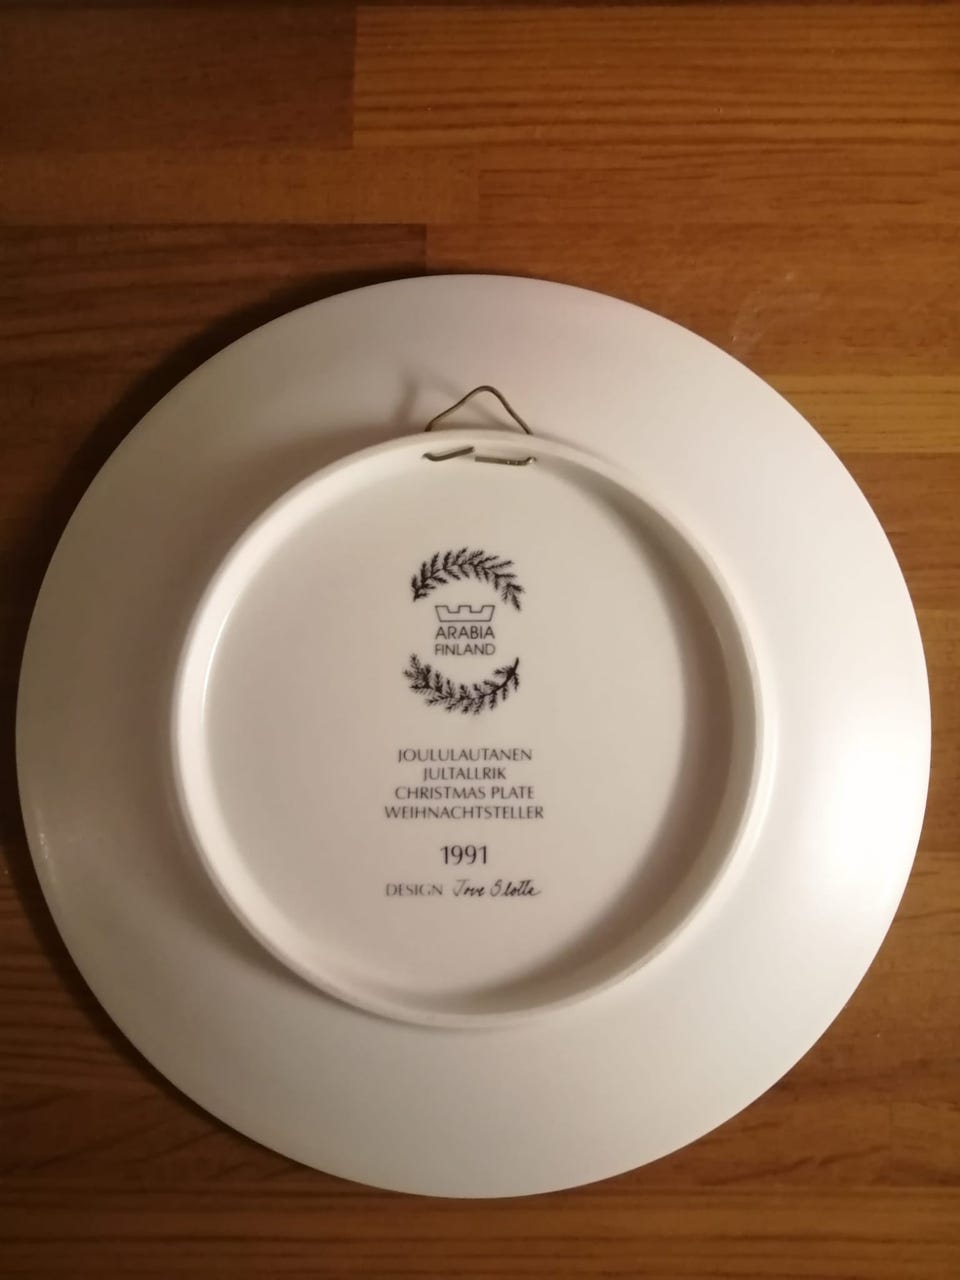 ARABIA
FINLAND
JOULULAUTANEN
JULTALLRIK
CHRISTMAS PLATE
WEIHNACHTSTELLER
1991
DESIGN Tove Slotte